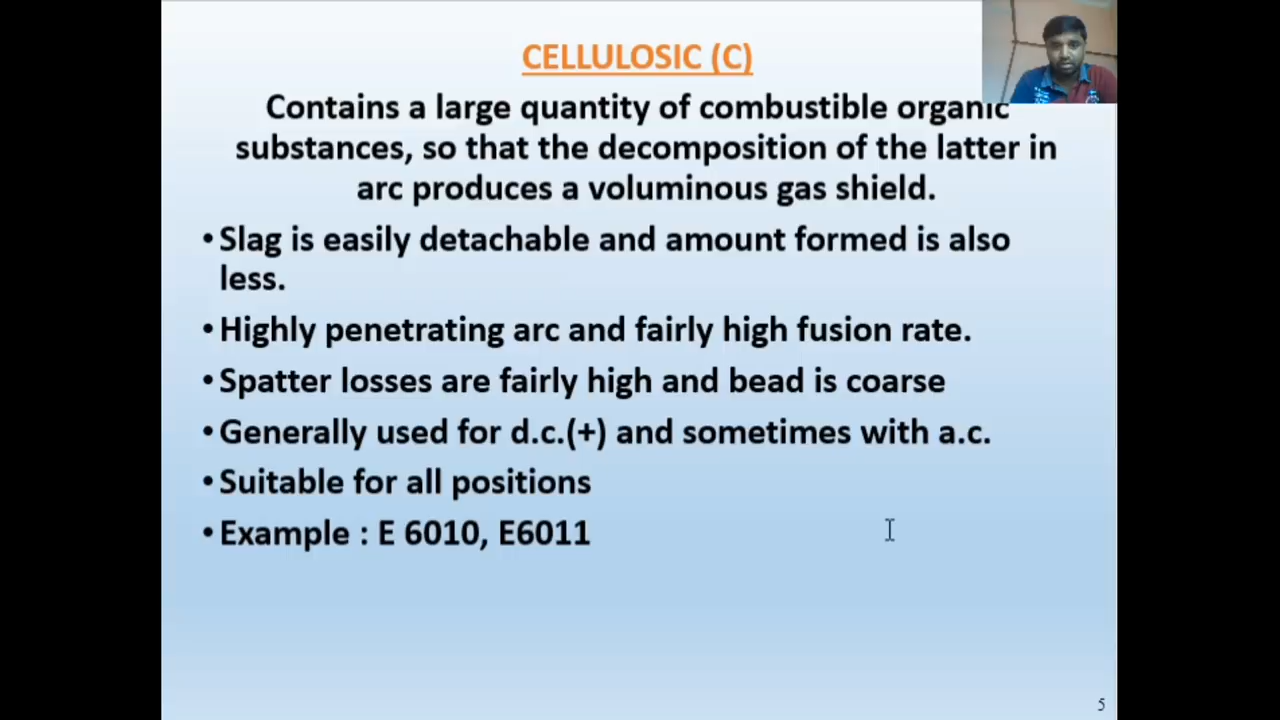 CELLULOSIC (C)
Contains a large quantity of combustible organic
substances, so that the decomposition of the latter in
arc produces a voluminous gas shield.
•Slag is easily detachable and amount formed is also
less.
•Highly penetrating arc and fairly high fusion rate.
•Spatter losses are fairly high and bead is coarse
•Generally used for d.c.(+) and sometimes with a.c.
•Suitable for all positions
•Example : E 6010, E6011
5